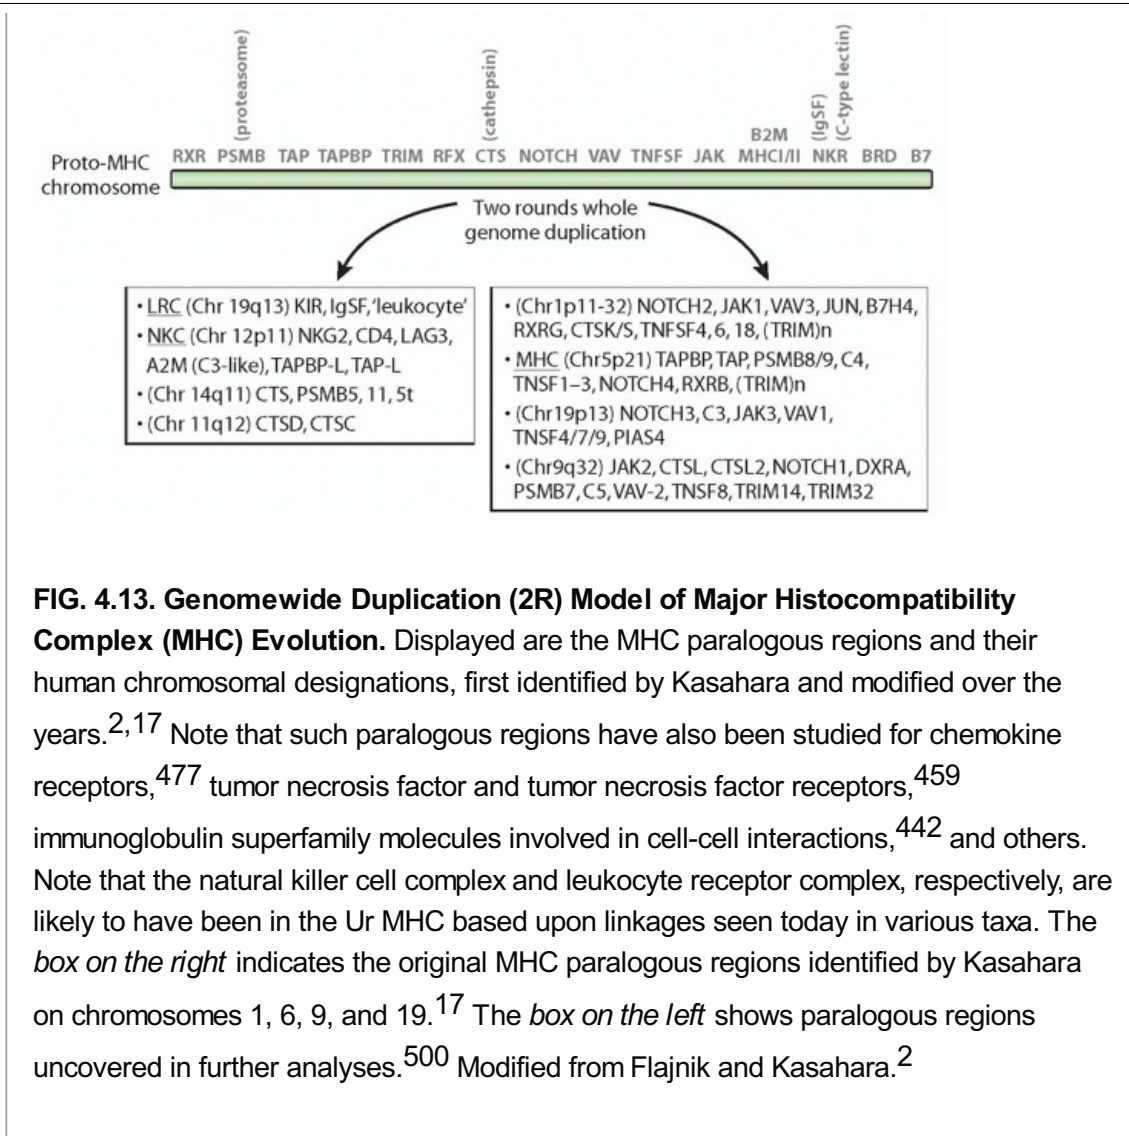 (proteasome)
(cathepsin)
(IgSF)
(C-type lectin)
B2M
RXR PSMB TAP TAPBP TRIM RFX CTS NOTCH VAV TNFSF JAK MHCI/II NKR BRD B7
Proto-MHC
chromosome
Two rounds whole
genome duplication
• LRC (Chr 19q13) KIR, IgSF, 'leukocyte'
• NKC (Chr 12p11) NKG2, CD4, LAG3,
A2M (C3-like), TAPBP-L, TAP-L
• (Chr 14q11) CTS, PSMB5, 11, 5t
• (Chr 11q12) CTSD, CTSC
• (Chr1p11-32) NOTCH2, JAK1, VAV3, JUN, B7H4,
RXRG, CTSK/S, TNFSF4, 6, 18, (TRIM)n
• MHC (Chr5p21) TAPBP, TAP, PSMB8/9, C4,
TNSF1–3, NOTCH4, RXRB, (TRIM)n
• (Chr19p13) NOTCH3, C3, JAK3, VAV1,
TNSF4/7/9, PIAS4
• (Chr9q32) JAK2, CTSL, CTSL2, NOTCH1, DXRA,
PSMB7, C5, VAV-2, TNSF8, TRIM14, TRIM32
FIG. 4.13. Genomewide Duplication (2R) Model of Major Histocompatibility
Complex (MHC) Evolution. Displayed are the MHC paralogous regions and their
human chromosomal designations, first identified by Kasahara and modified over the
years.2,17 Note that such paralogous regions have also been studied for chemokine
receptors,477 tumor necrosis factor and tumor necrosis factor receptors,459
immunoglobulin superfamily molecules involved in cell-cell interactions,442 and others.
Note that the natural killer cell complex and leukocyte receptor complex, respectively, are
likely to have been in the Ur MHC based upon linkages seen today in various taxa. The
box on the right indicates the original MHC paralogous regions identified by Kasahara
on chromosomes 1, 6, 9, and 19.17 The box on the left shows paralogous regions
uncovered in further analyses.500 Modified from Flajnik and Kasahara.2